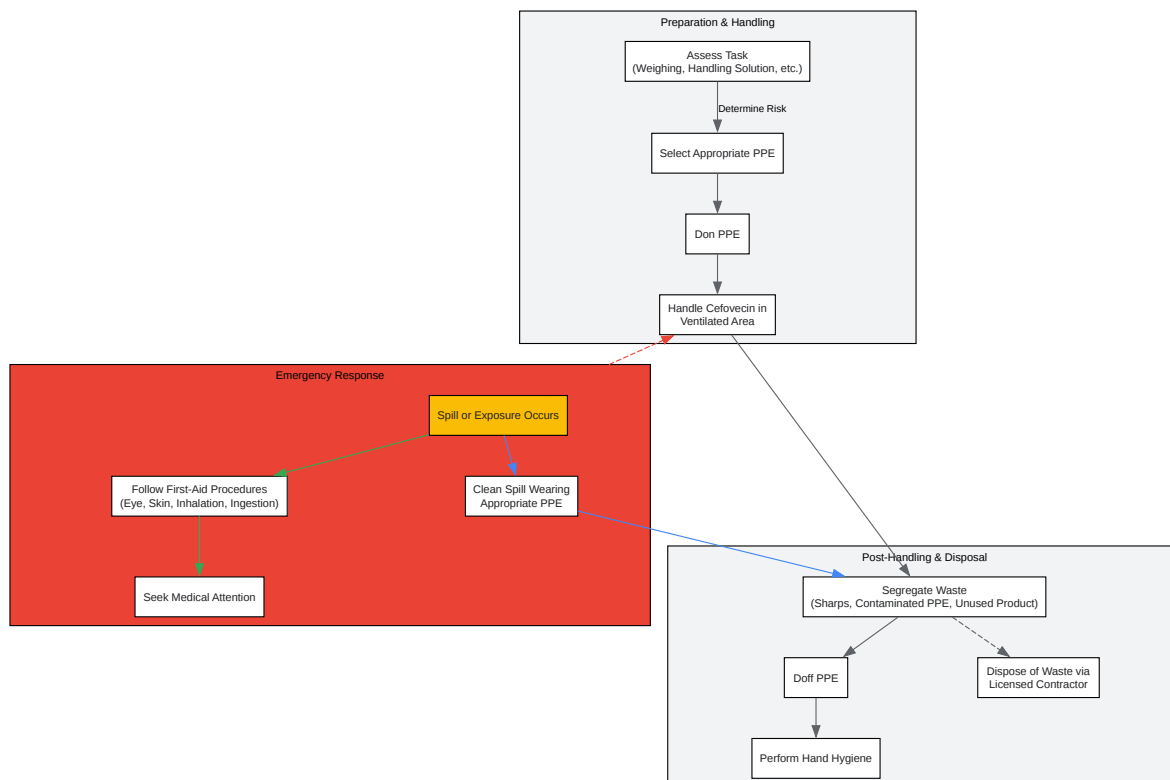 Preparation & Handling
Assess Task
(Weighing, Handling Solution, etc.)
Determine Risk
Select Appropriate PPE
Don PPE
Handle Cefovecin in
Ventilated Area
Emergency Response
Spill or Exposure Occurs
Follow First-Aid Procedures
(Eye, Skin, Inhalation, Ingestion)
Clean Spill Wearing
Appropriate PPE
Seek Medical Attention
Post-Handling & Disposal
Segregate Waste
(Sharps, Contaminated PPE, Unused Product)
Doff PPE
Dispose of Waste via
Licensed Contractor
Perform Hand Hygiene